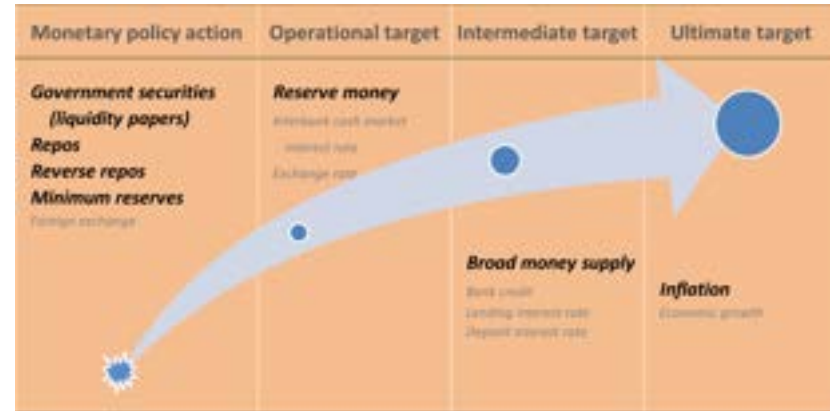 Monetary policy action
Operational target
Intermediate target
Ultimate target
Government securities
(liquidity papers)
Repos
Reverse repos
Minimum reserves
Foreign exchange
Reserve money
Interbank cash market
interest rate
Exchange rate
Broad money supply
Bank credit
Lending interest rate
Deposit interest rate
Inflation
Economic growth